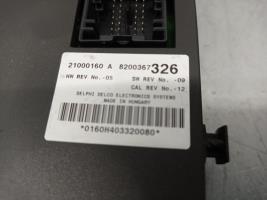 21000160 A 8200367326
HW REV No.-05 SW REV No.-09
CAL REV No.-12
DELPHI DELCO ELECTRONICS SYSTEMS
MADE IN HUNGARY
*0160H403320080*